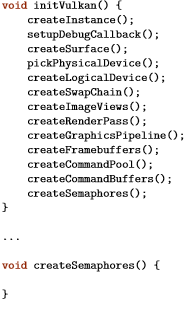 void initVulkan() {
    createInstance();
    setupDebugCallback();
    createSurface();
    pickPhysicalDevice();
    createLogicalDevice();
    createSwapChain();
    createImageViews();
    createRenderPass();
    createGraphicsPipeline();
    createFramebuffers();
    createCommandPool();
    createCommandBuffers();
    createSemaphores();
}

...

void createSemaphores() {

}